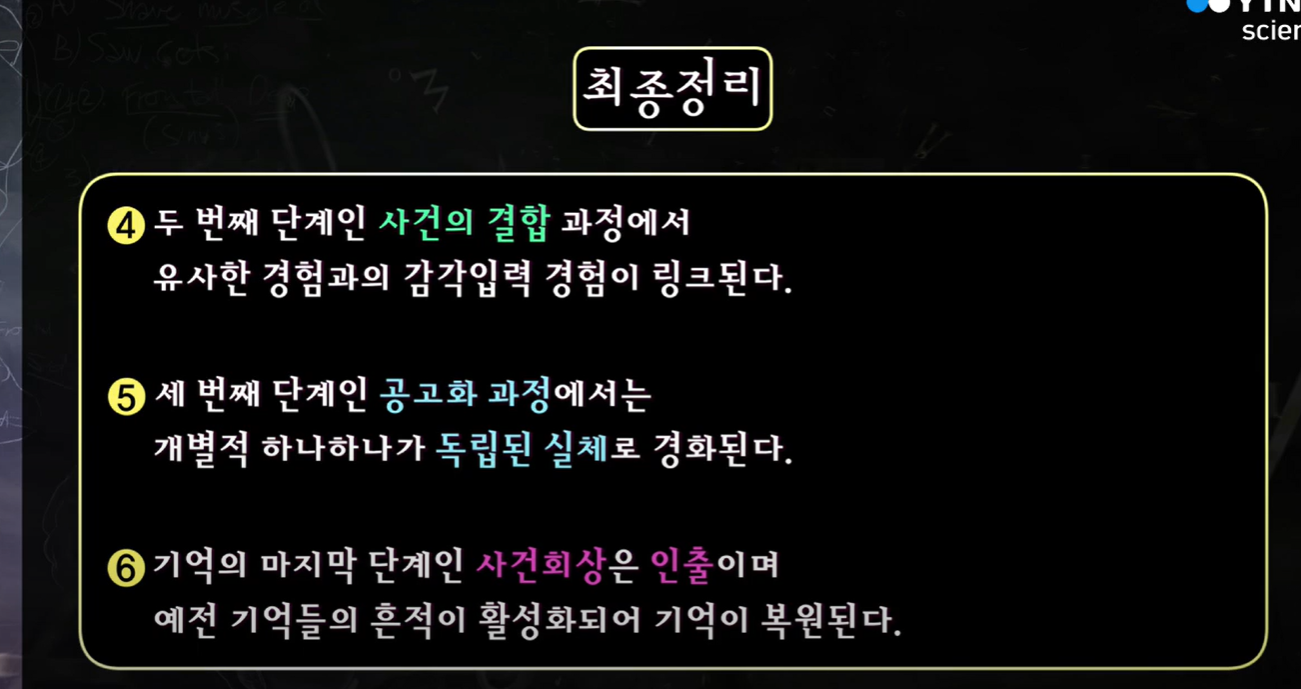 YTN
scien
최종정리
④ 두 번째 단계인 사건의 결합 과정에서
유사한 경험과의 감각입력 경험이 링크된다.
⑤ 세 번째 단계인 공고화 과정에서는
개별적 하나하나가 독립된 실체로 경화된다.
⑥ 기억의 마지막 단계인 사건회상은 인출이며
예전 기억들의 흔적이 활성화되어 기억이 복원된다.